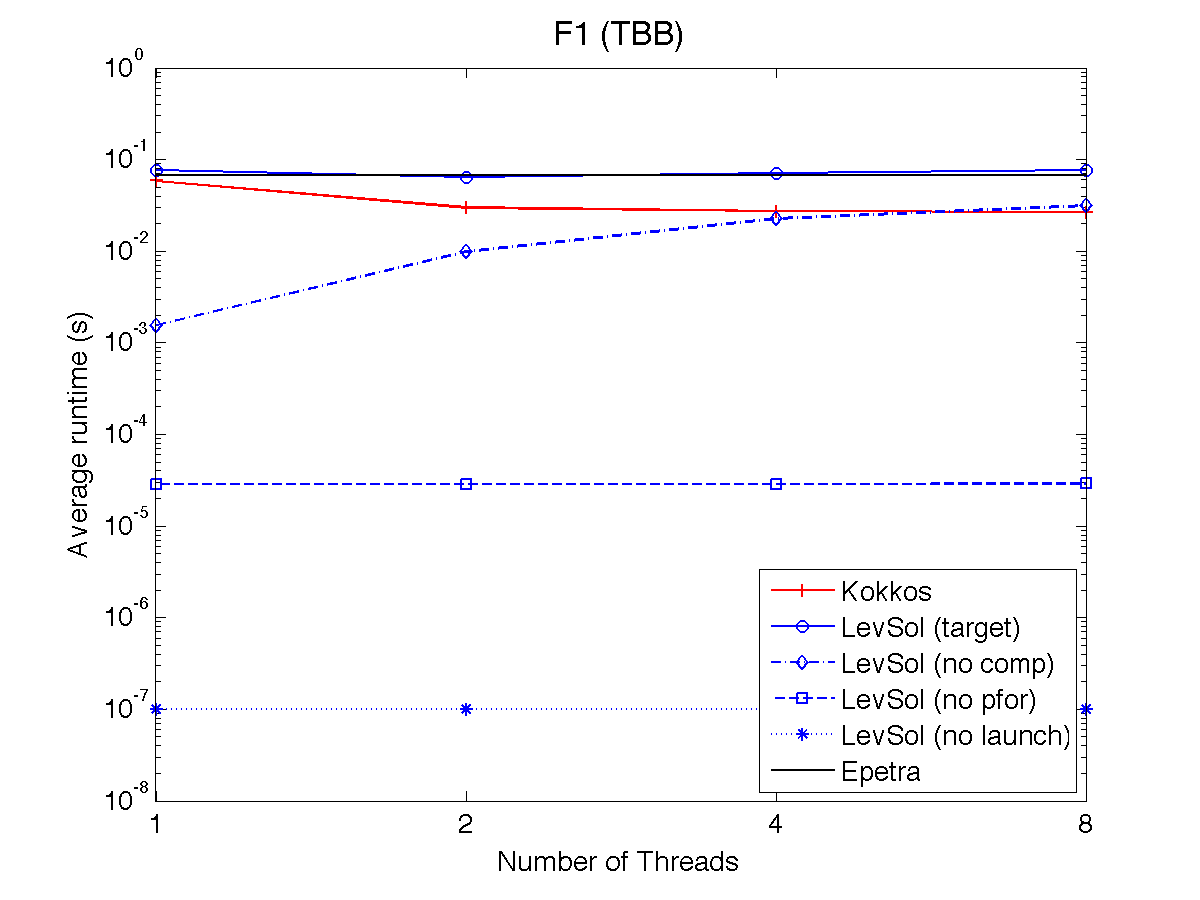 F1 (TBB)
10^0
10^-1
10^-2
10^-3
10^-4
10^-5
10^-6
10^-7
10^-8
Average runtime (s)
Kokkos
LevSol (target)
LevSol (no comp)
LevSol (no pfor)
LevSol (no launch)
Epetra
1 2 4 8
Number of Threads